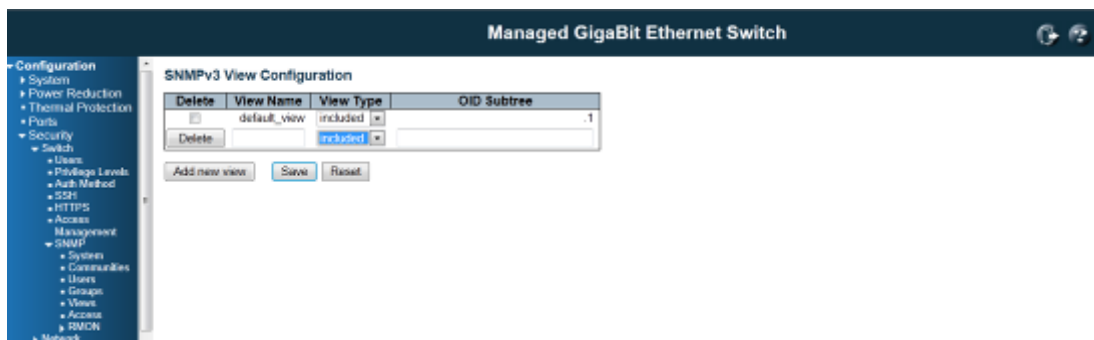 Managed GigaBit Ethernet Switch
Configuration
System
Power Reduction
Thermal Protection
Ports
Security
Switch
Users
Privilege Levels
Auth Method
SSH
HTTPS
Access
Management
SNMP
System
Communities
Users
Groups
Views
Access
RMON
Network
SNMPv3 View Configuration
Delete View Name View Type OID Subtree
default_view included .1
Delete included
Add new view Save Reset